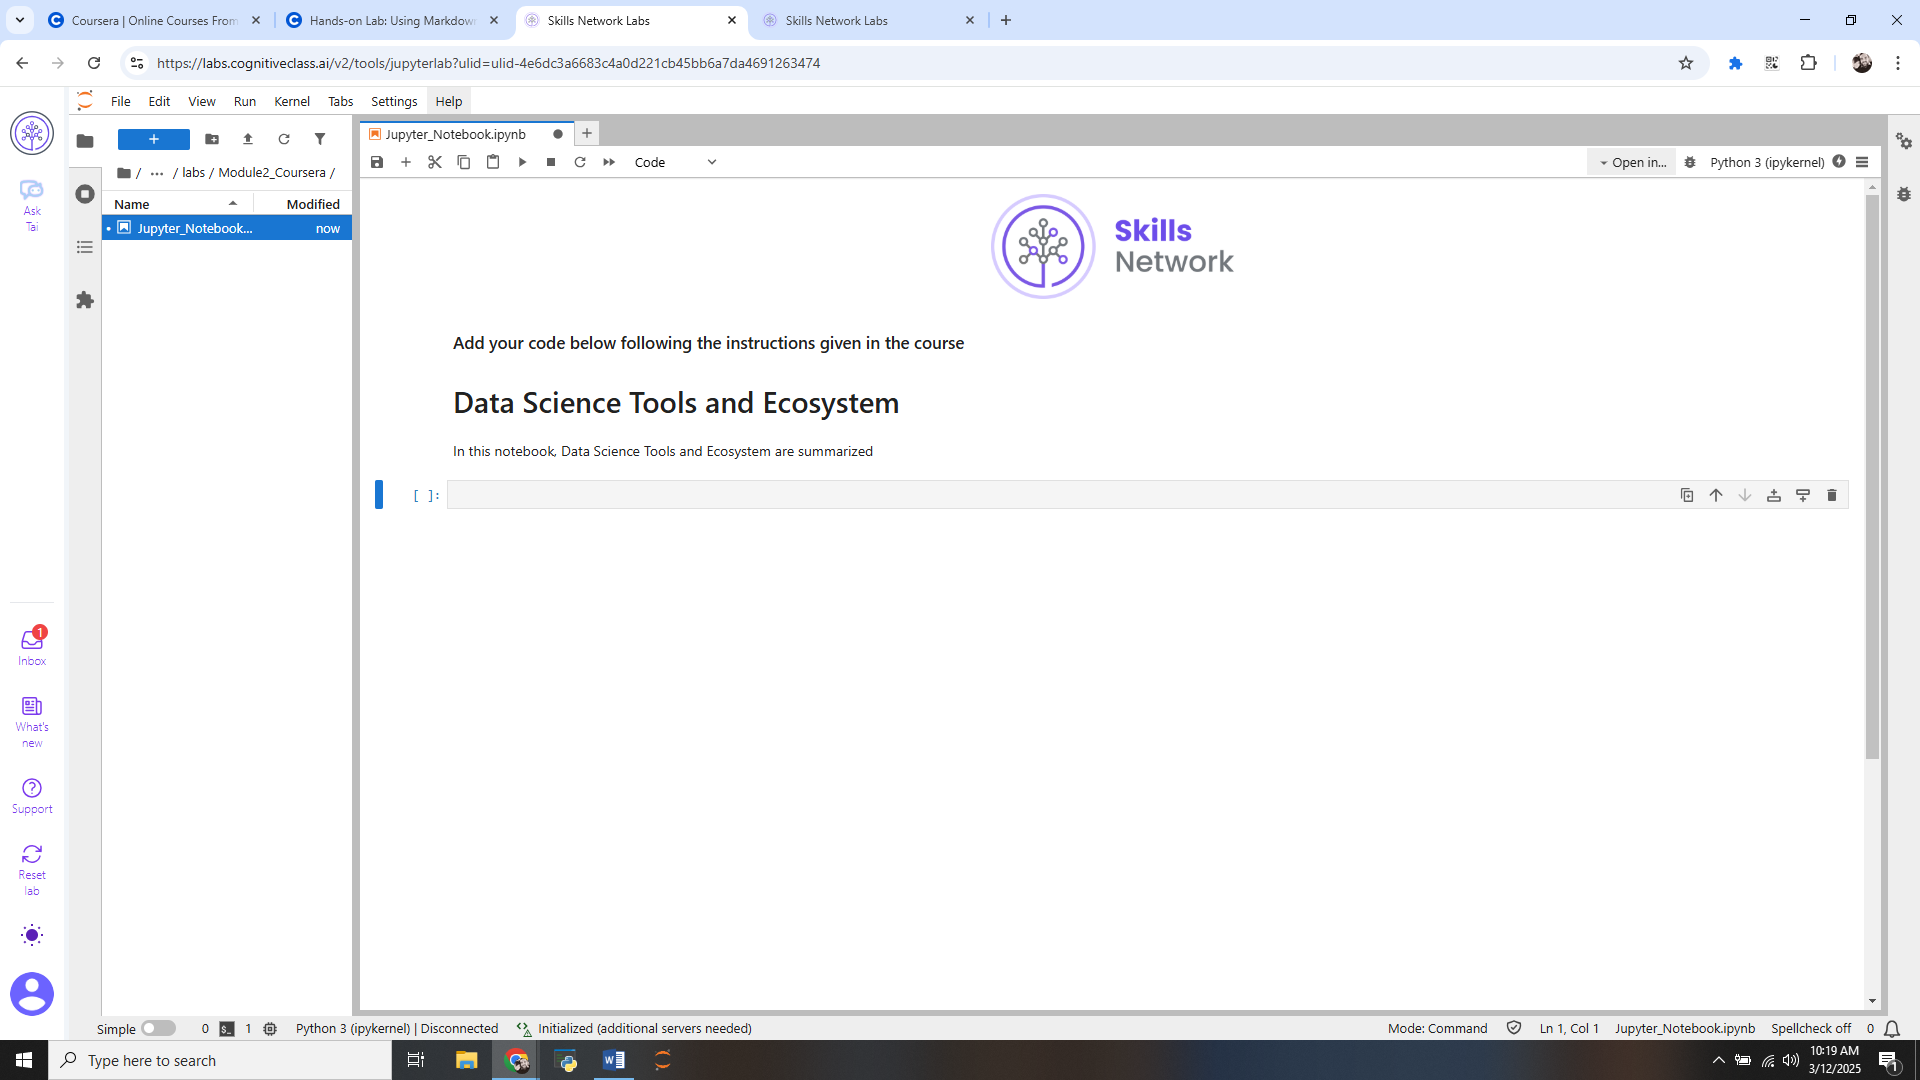 Coursera | Online Courses From
Hands-on Lab: Using Markdown
Skills Network Labs
Skills Network Labs
https://labs.cognitiveclass.ai/v2/tools/jupyterlab?ulid=ulid-4e6dc3a6683c4a0d221cb45bb6a7da4691263474
File Edit View Run Kernel Tabs Settings Help
Jupyter_Notebook.ipynb
Code
Open in...
Python 3 (ipykernel)
/ ··· / labs / Module2_Coursera /
Name Modified
Jupyter_Notebook... now
Ask
Tai
Skills
Network
Add your code below following the instructions given in the course
Data Science Tools and Ecosystem
In this notebook, Data Science Tools and Ecosystem are summarized
[ ]:
1
Inbox
What's
new
Support
Reset
lab
Simple 0 $_ 1 Python 3 (ipykernel) | Disconnected Initialized (additional servers needed) Mode: Command Ln 1, Col 1 Jupyter_Notebook.ipynb Spellcheck off 0
Type here to search
10:19 AM
3/12/2025
1